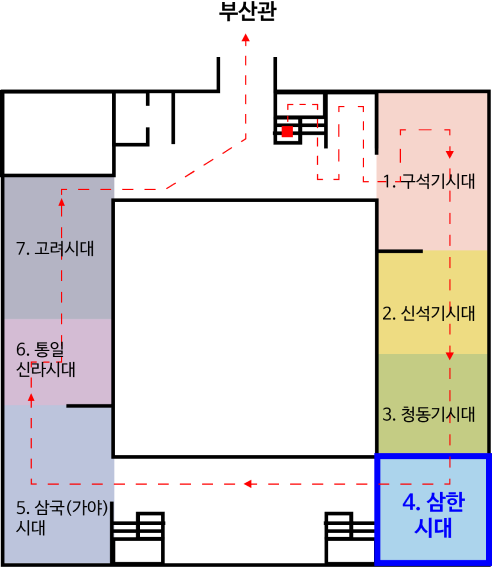 부산관
1. 구석기시대
2. 신석기시대
3. 청동기시대
4. 삼한
시대
5. 삼국(가야)
시대
6. 통일
신라시대
7. 고려시대